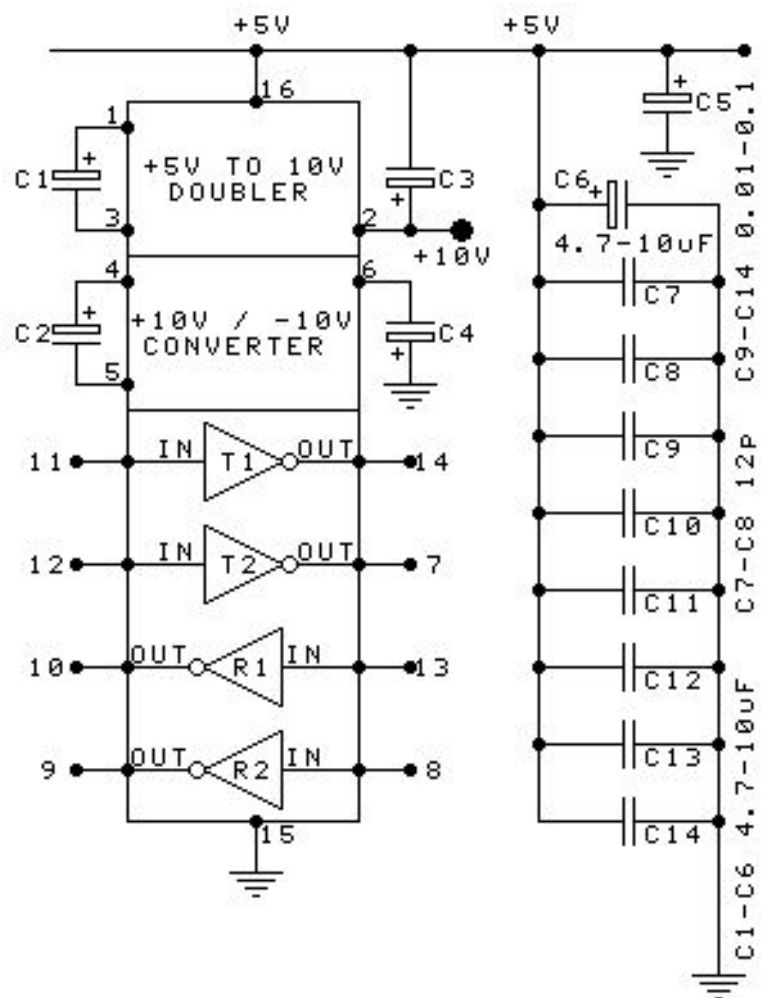 +5V
+5V
16
1
+
C1
+5V TO 10V
DOUBLER
3
2
+
C3
+10V
+
C5
C6
+
4.7-10uF
4
6
+
C2
+10V / -10V
CONVERTER
5
+
C4
C7
C8
C9
C10
C11
C12
C13
C14
11
IN
T1
OUT
14
12
IN
T2
OUT
7
10
OUT
R1
IN
13
9
OUT
R2
IN
8
15
C1-C6 4.7-10uF C7-C8 12P C9-C14 0.01-0.1